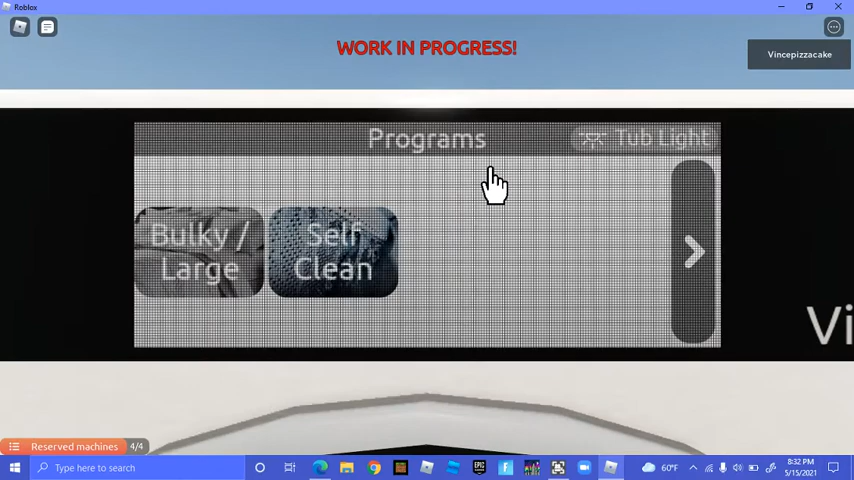 Roblox
WORK IN PROGRESS!
Vincepizzacake
Programs
Tub Light
Bulky /
Large
Self
Clean
Vi
Reserved machines 4/4
Type here to search
EPIC
60°F
8:32 PM
5/15/2021